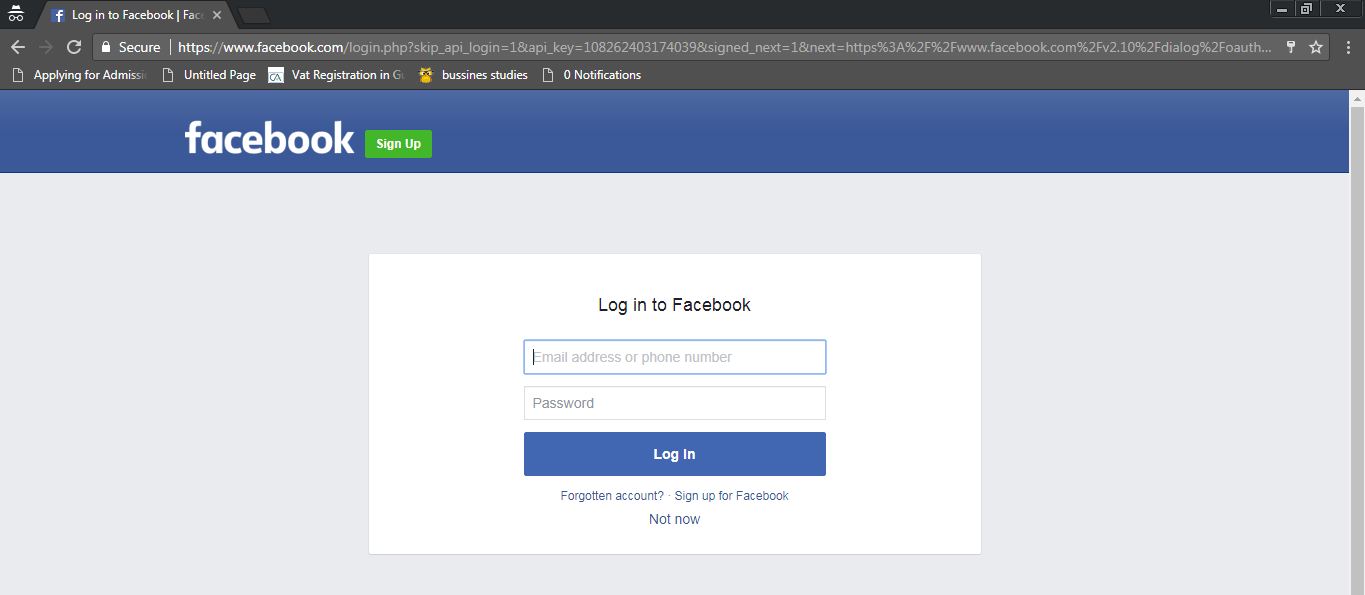 Log in to Facebook | Fac
Secure https://www.facebook.com/login.php?skip_api_login=1&api_key=108262403174039&signed_next=1&next=https%3A%2F%2Fwww.facebook.com%2Fv2.10%2Fdialog%2Foauth...
Applying for Admissi Untitled Page CA Vat Registration in Gu bussines studies 0 Notifications
facebook Sign Up
Log in to Facebook
Email address or phone number
Password
Log In
Forgotten account? · Sign up for Facebook
Not now